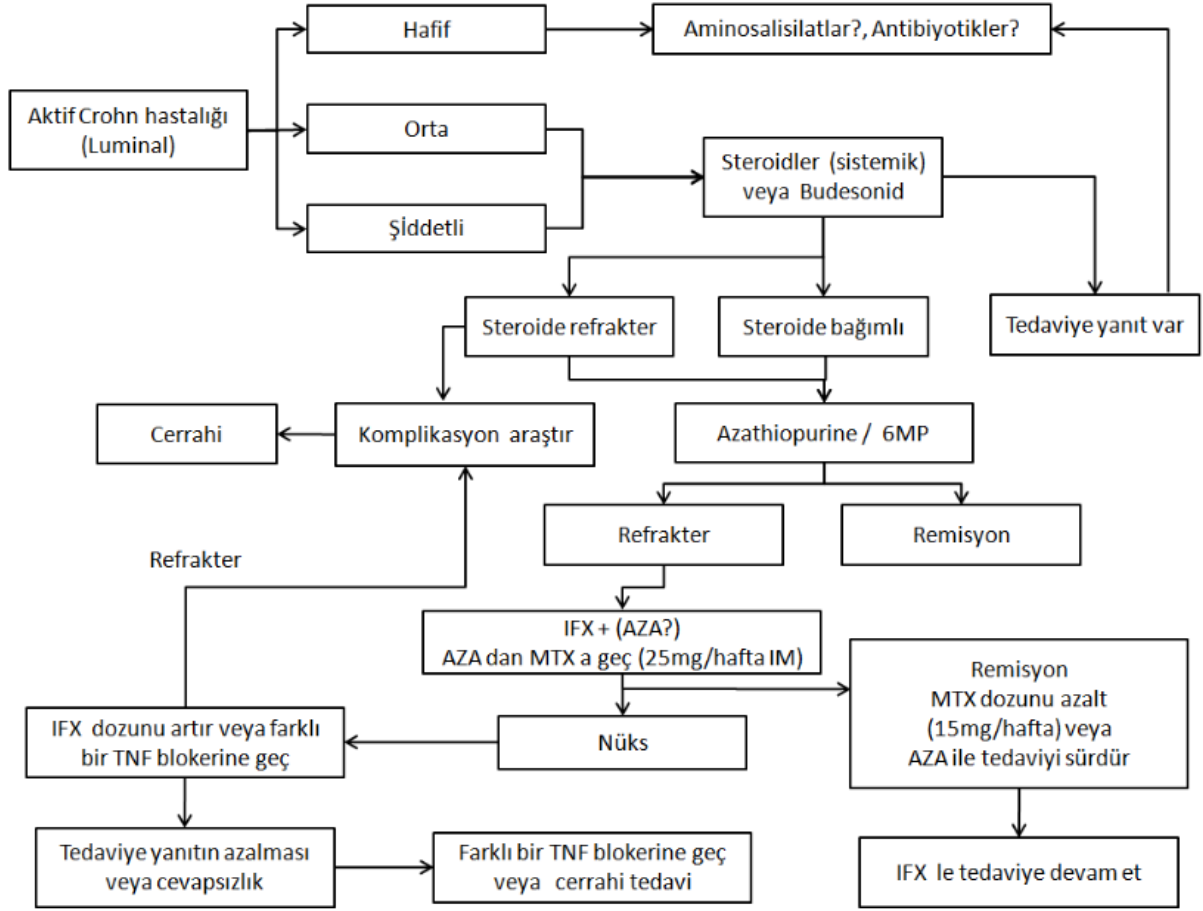 Hafif
Aminosalisilatlar?, Antibiyotikler?
Aktif Crohn hastalığı
(Luminal)
Orta
Steroidler (sistemik)
veya Budesonid
Şİddetli
Steroide refrakter
Steroide bağımlı
Tedaviye yanıt var
Cerrahi
Komplikasyon araştır
Azathiopurine / 6MP
Refrakter
Remisyon
Refrakter
IFX + (AZA?)
AZA dan MTX a geç (25mg/hafta IM)
Remisyon
MTX dozunu azalt
(15mg/hafta) veya
AZA ile tedaviyi sürdür
IFX dozunu artır veya farklı
bir TNF blokerine geç
Nüks
Tedaviye yanıtın azalması
veya cevapsızlık
Farklı bir TNF blokerine geç
veya cerrahi tedavi
IFX le tedaviye devam et